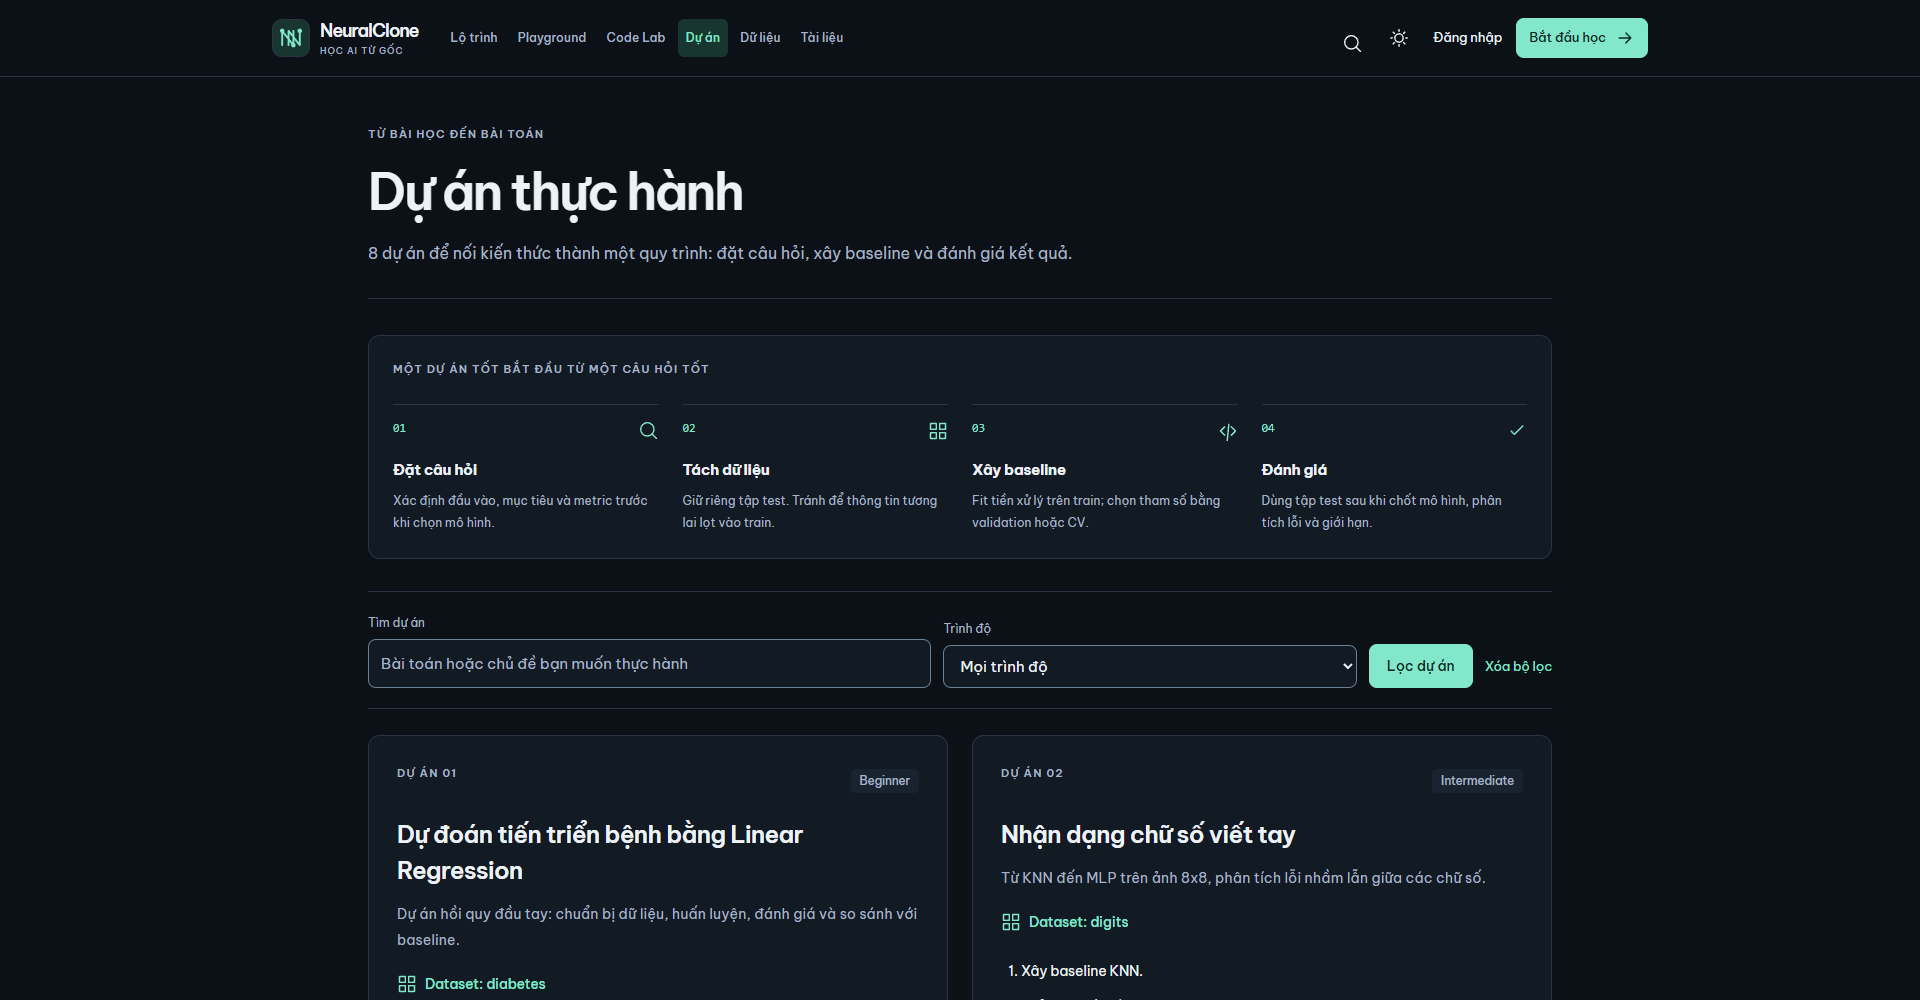 NeuralClone
HỌC AI TỪ GỐC
Lộ trình
Playground
Code Lab
Dự án
Dữ liệu
Tài liệu
Đăng nhập
Bắt đầu học
TỪ BÀI HỌC ĐẾN BÀI TOÁN
Dự án thực hành
8 dự án để nối kiến thức thành một quy trình: đặt câu hỏi, xây baseline và đánh giá kết quả.
MỘT DỰ ÁN TỐT BẮT ĐẦU TỪ MỘT CÂU HỎI TỐT
01
Đặt câu hỏi
Xác định đầu vào, mục tiêu và metric trước
khi chọn mô hình.
02
Tách dữ liệu
Giữ riêng tập test. Tránh để thông tin tương
lai lọt vào train.
03
Xây baseline
Fit tiền xử lý trên train; chọn tham số bằng
validation hoặc CV.
04
Đánh giá
Dùng tập test sau khi chốt mô hình, phân
tích lỗi và giới hạn.
Tìm dự án
Bài toán hoặc chủ đề bạn muốn thực hành
Trình độ
Mọi trình độ
Lọc dự án
Xóa bộ lọc
DỰ ÁN 01
Beginner
Dự đoán tiến triển bệnh bằng Linear
Regression
Dự án hồi quy đầu tay: chuẩn bị dữ liệu, huấn luyện, đánh giá và so sánh với
baseline.
Dataset: diabetes
DỰ ÁN 02
Intermediate
Nhận dạng chữ số viết tay
Từ KNN đến MLP trên ảnh 8x8, phân tích lỗi nhầm lẫn giữa các chữ số.
Dataset: digits
1. Xây baseline KNN.